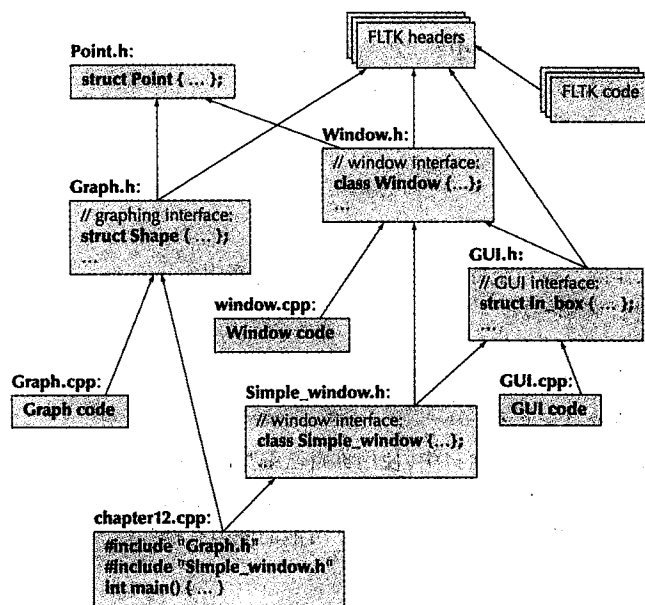 FLTK headers
Point.h:
struct Point { ... };
FLTK code
Window.h:
// window interface:
class Window {...};
...
Graph.h:
// graphing interface:
struct Shape { ... };
...
GUI.h:
// GUI interface:
struct In_box { ... };
...
window.cpp:
Window code
Graph.cpp:
Graph code
Simple_window.h:
// window interface:
class Simple_window {...};
...
GUI.cpp:
GUI code
chapter12.cpp:
#include "Graph.h"
#include "Simple_window.h"
int main() { ... }